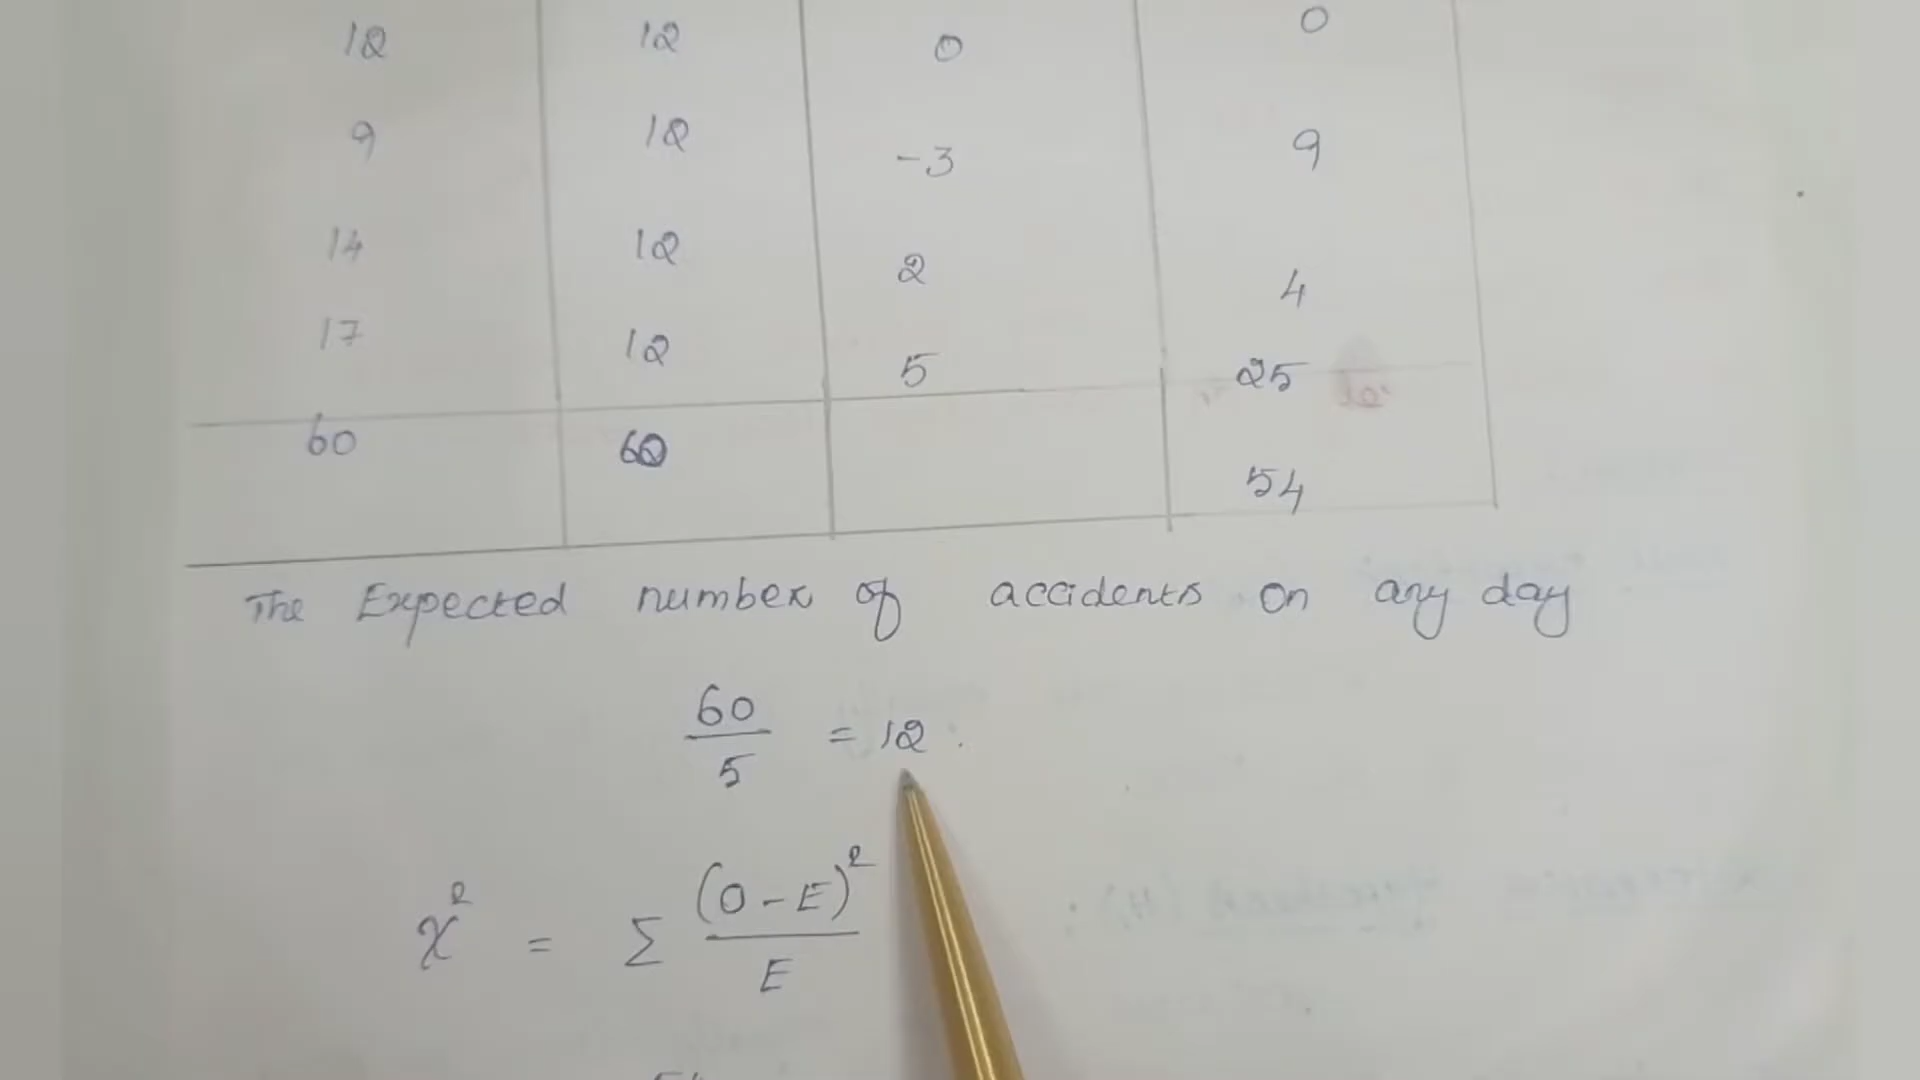 12 12 0 0
9 12 -3 9
14 12 2 4
17 12 5 25
60 60 54
The Expected number of accidents on any day
60/5 = 12.
χ² = Σ (O-E)²/E